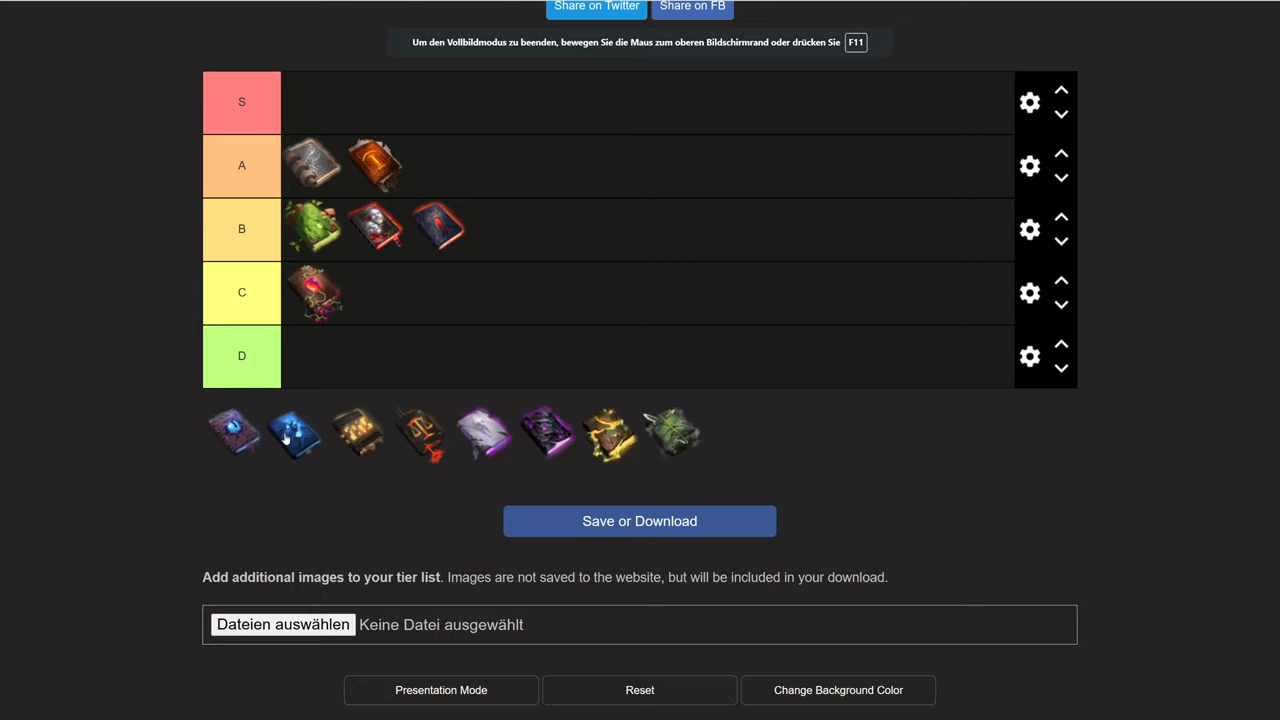 Share on Twitter Share on FB
Um den Vollbildmodus zu beenden, bewegen Sie die Maus zum oberen Bildschirmrand oder drücken Sie F11
S
A
B
C
D
Save or Download
Add additional images to your tier list. Images are not saved to the website, but will be included in your download.
Dateien auswählen Keine Datei ausgewählt
Presentation Mode Reset Change Background Color